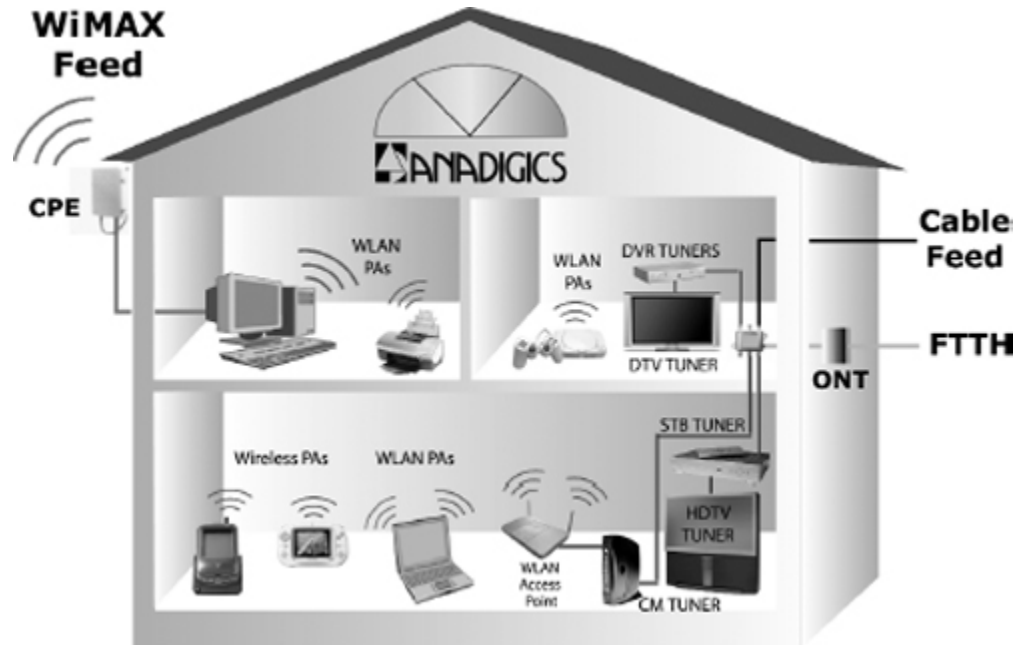 WiMAX
Feed
CPE
ANADIGICS
WLAN
PAs
WLAN
PAs
DVR TUNERS
DTV TUNER
Cable
Feed
FTTH
ONT
STB TUNER
Wireless PAs
WLAN PAs
HDTV
TUNER
WLAN
Access
Point
CM TUNER